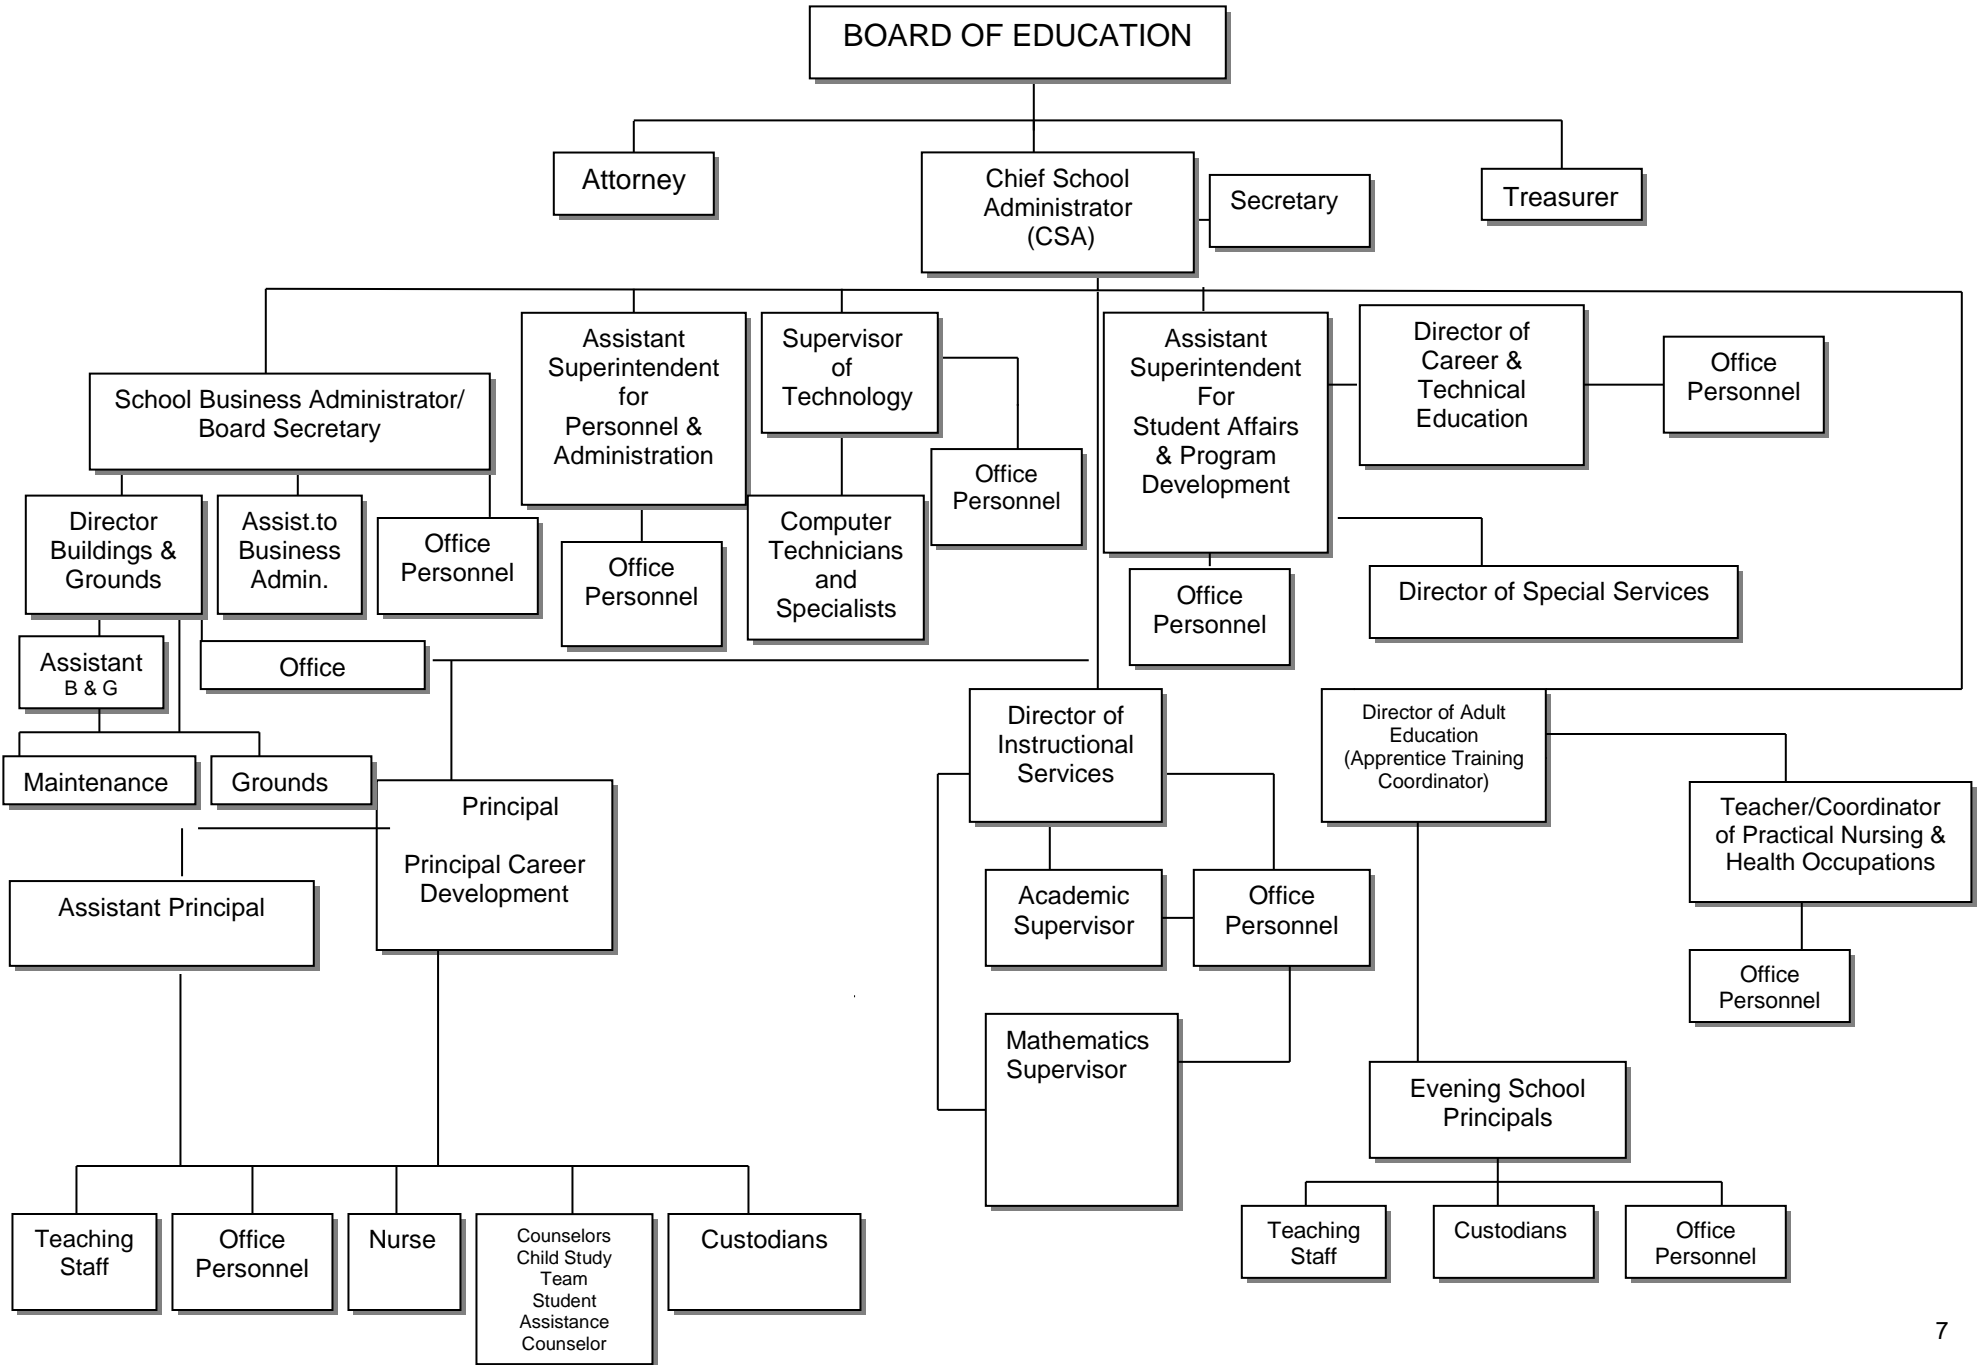 BOARD OF EDUCATION
Attorney
Chief School
Administrator
(CSA)
Secretary
Treasurer
School Business Administrator/
Board Secretary
Assistant
Superintendent
for
Personnel &
Administration
Supervisor
of
Technology
Office
Personnel
Assistant
Superintendent
For
Student Affairs
& Program
Development
Director of
Career &
Technical
Education
Office
Personnel
Director
Buildings &
Grounds
Assist.to
Business
Admin.
Office
Personnel
Office
Personnel
Computer
Technicians
and
Specialists
Office
Personnel
Director of Special Services
Assistant
B & G
Office
Maintenance
Grounds
Principal
Principal Career
Development
Assistant Principal
Director of
Instructional
Services
Director of Adult
Education
(Apprentice Training
Coordinator)
Teacher/Coordinator
of Practical Nursing &
Health Occupations
Academic
Supervisor
Office
Personnel
Office
Personnel
Mathematics
Supervisor
Evening School
Principals
Teaching
Staff
Office
Personnel
Nurse
Counselors
Child Study
Team
Student
Assistance
Counselor
Custodians
Teaching
Staff
Custodians
Office
Personnel
7